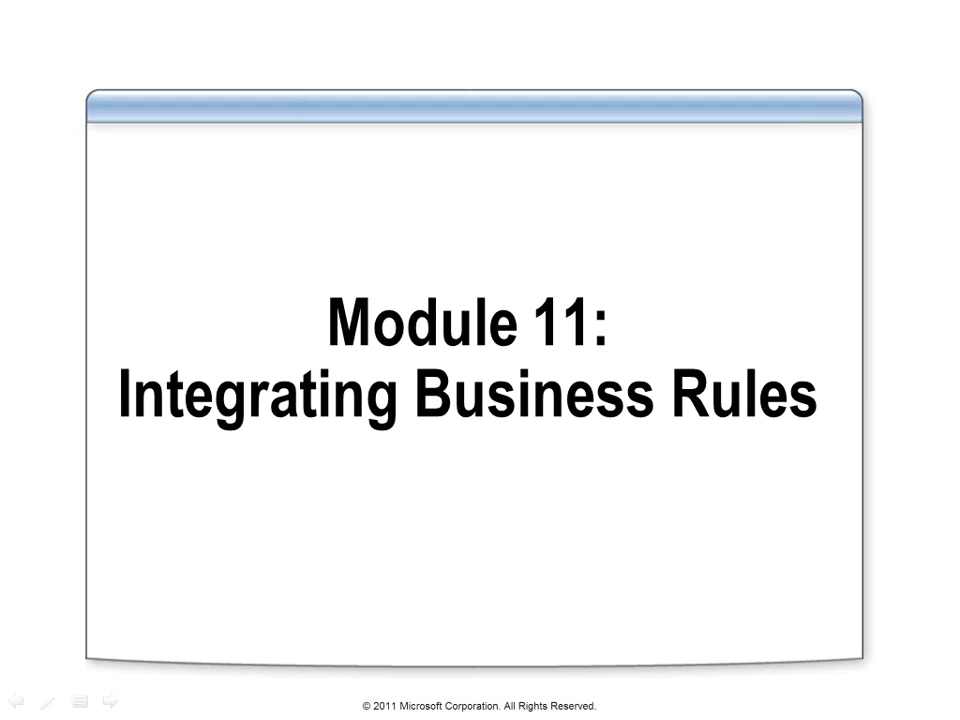 Module 11:
Integrating Business Rules
© 2011 Microsoft Corporation. All Rights Reserved.